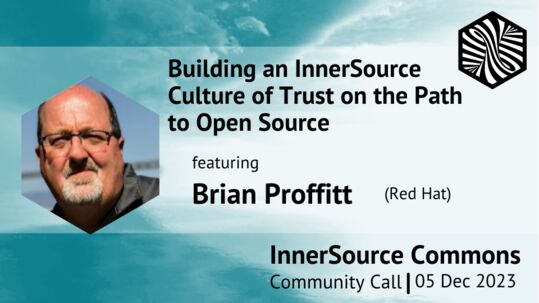 Building an InnerSource
Culture of Trust on the Path
to Open Source
featuring
Brian Proffitt (Red Hat)
InnerSource Commons
Community Call | 05 Dec 2023